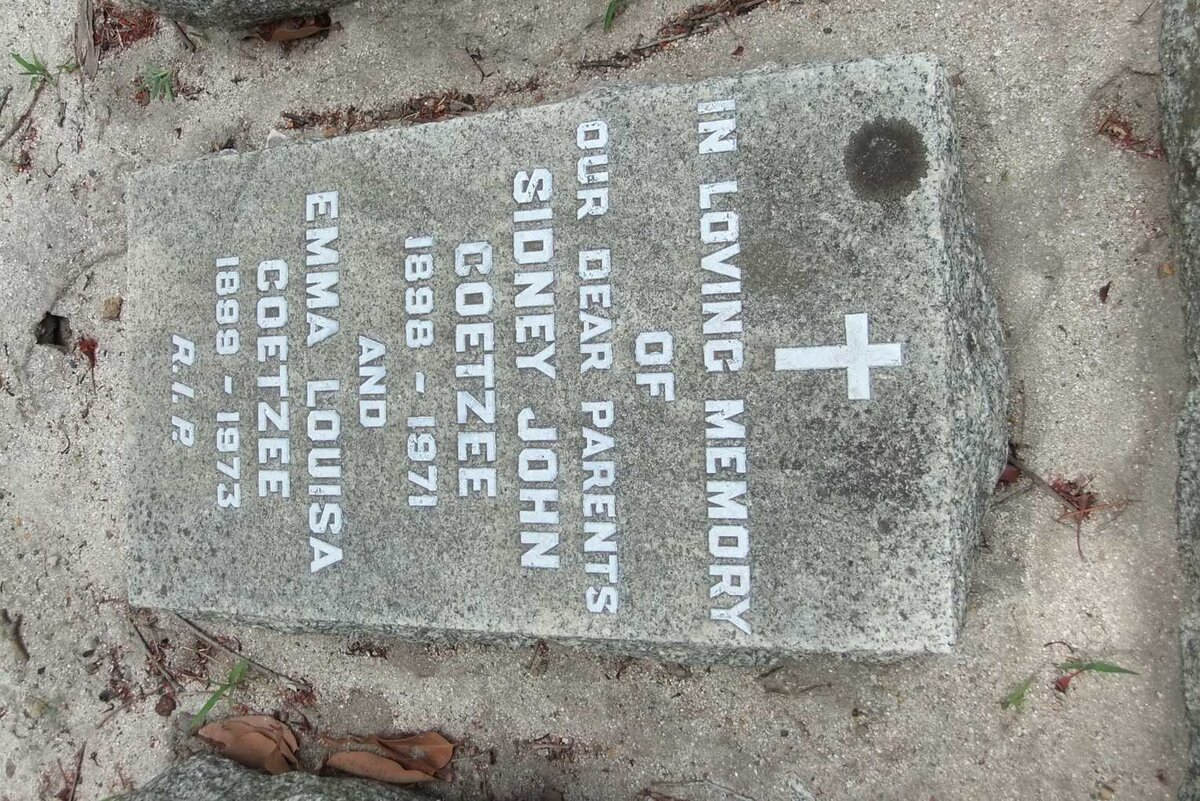 IN LOVING MEMORY
OF
OUR DEAR PARENTS
SIDNEY JOHN
COETZEE
1898 - 1971
AND
EMMA LOUISA
COETZEE
1899 - 1973
R.I.P.